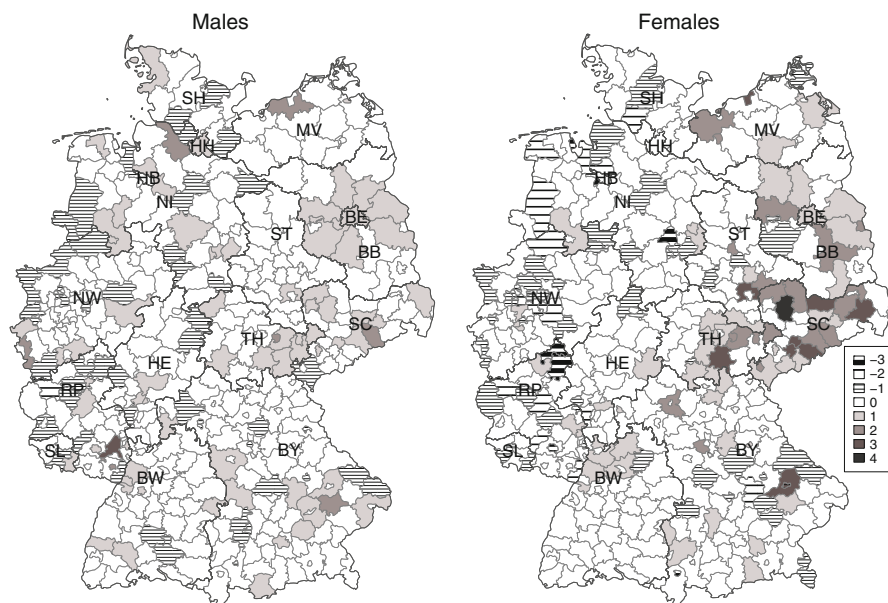 Males
SH
HH
MV
HB
NI
BE
ST
BB
NW
SC
TH
HE
RP
SL
BY
BW
Females
SH
HH
MV
HB
NI
BE
ST
BB
NW
SC
TH
HE
RP
SL
BY
BW
−3
−2
−1
0
1
2
3
4